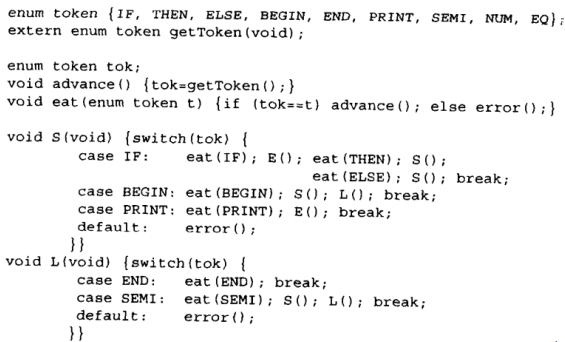 enum token {IF, THEN, ELSE, BEGIN, END, PRINT, SEMI, NUM, EQ};
extern enum token getToken(void);
enum token tok;
void advance() {tok=getToken();}
void eat(enum token t) {if (tok==t) advance(); else error();}
void S(void) {switch(tok) {
case IF: eat(IF); E(); eat(THEN); S();
eat(ELSE); S(); break;
case BEGIN: eat(BEGIN); S(); L(); break;
case PRINT: eat(PRINT); E(); break;
default: error();
}}
void L(void) {switch(tok) {
case END: eat(END); break;
case SEMI: eat(SEMI); S(); L(); break;
default: error();
}}